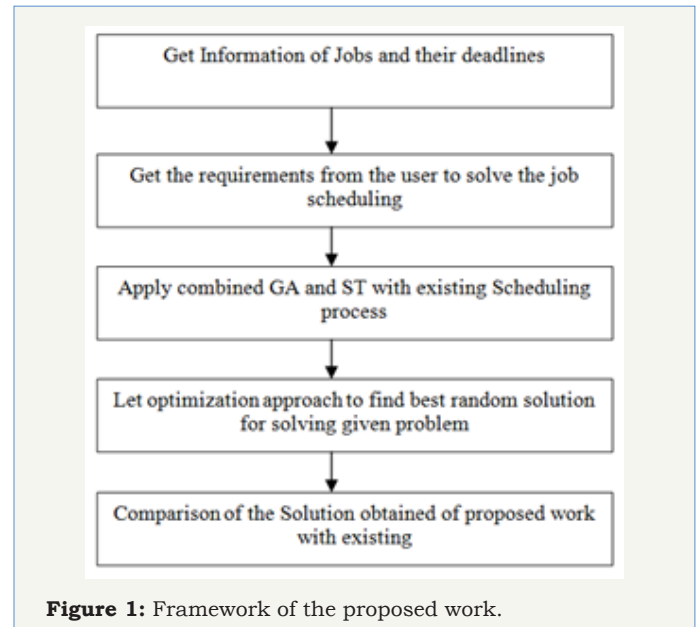 Get Information of Jobs and their deadlines
Get the requirements from the user to solve the job
scheduling
Apply combined GA and ST with existing Scheduling
process
Let optimization approach to find best random solution
for solving given problem
Comparison of the Solution obtained of proposed work
with existing
Figure 1: Framework of the proposed work.